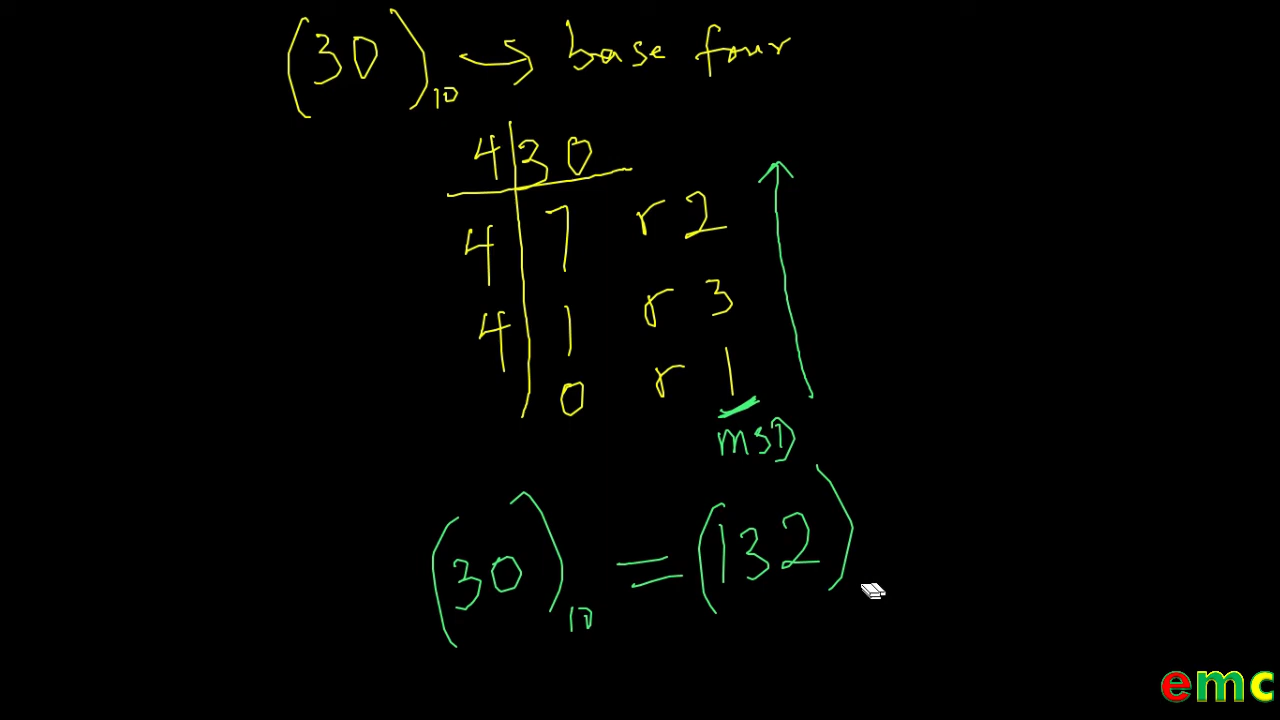 (30)10 → base four
4 30
4 7 r 2
4 1 r 3
0 r 1
MSD
(30)10 = (132)
emc